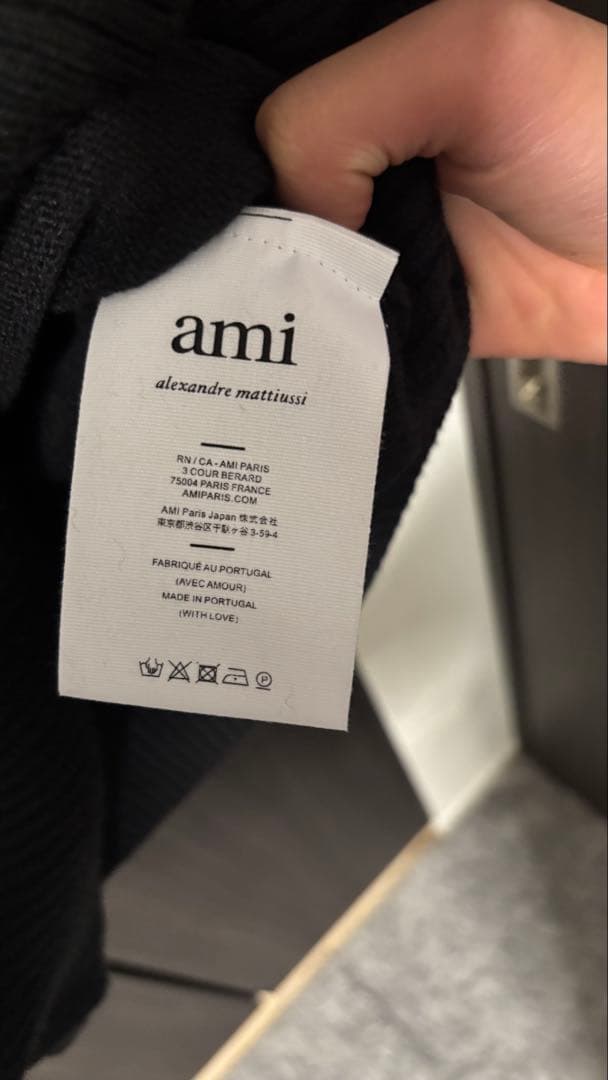 ami
alexandre mattiussi
RN / CA - AMI PARIS
3 COUR BERARD
75004 PARIS FRANCE
AMIPARIS.COM
AMI Paris Japan 株式会社
東京都渋谷区千駄ヶ谷 3-59-4
FABRIQUÉ AU PORTUGAL
(AVEC AMOUR)
MADE IN PORTUGAL
(WITH LOVE)
P